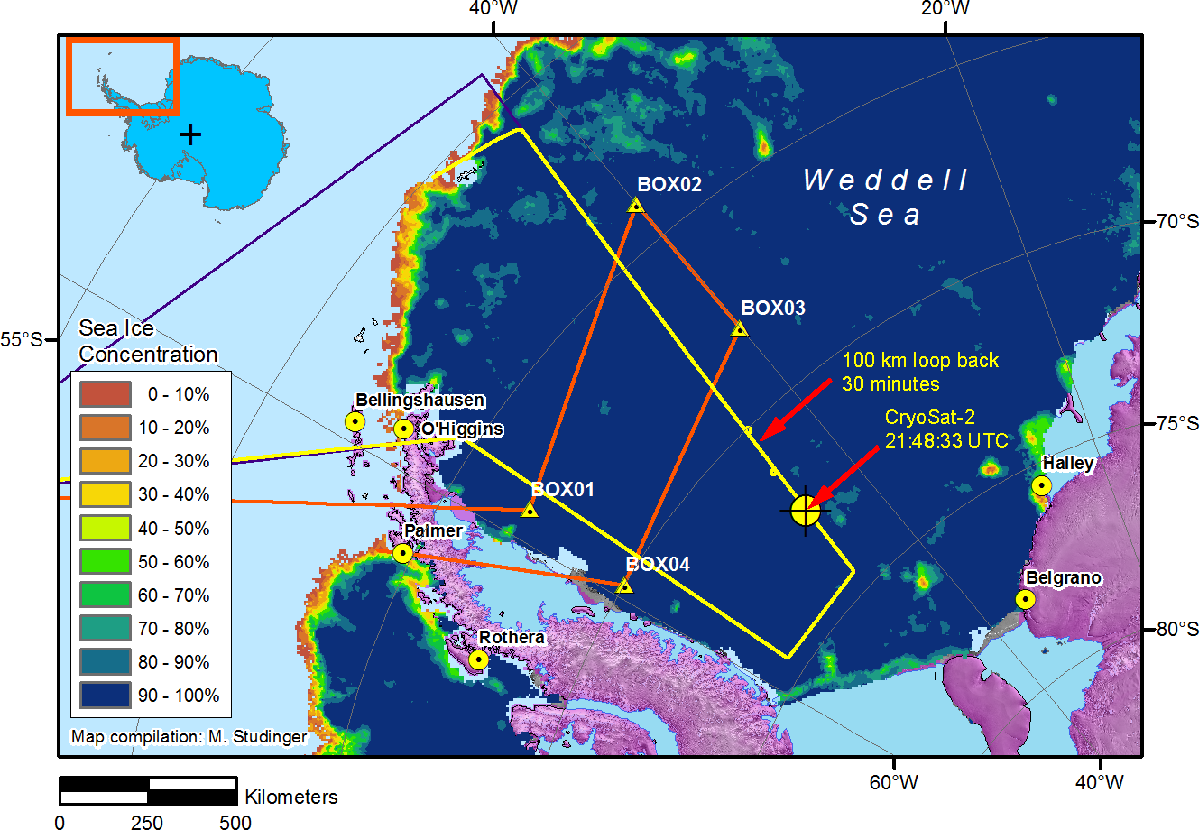 40°W
20°W
BOX02
Weddell
Sea
70°S
BOX03
55°S
Sea Ice
Concentration
100 km loop back
30 minutes
0 - 10%
Bellingshausen
CryoSat-2
10 - 20%
O'Higgins
21:48:33 UTC
75°S
20 - 30%
Halley
30 - 40%
BOX01
40 - 50%
Palmer
50 - 60%
BOX04
Belgrano
60 - 70%
70 - 80%
Rothera
80°S
80 - 90%
90 - 100%
Map compilation: M. Studinger
60°W
40°W
Kilometers
0 250 500